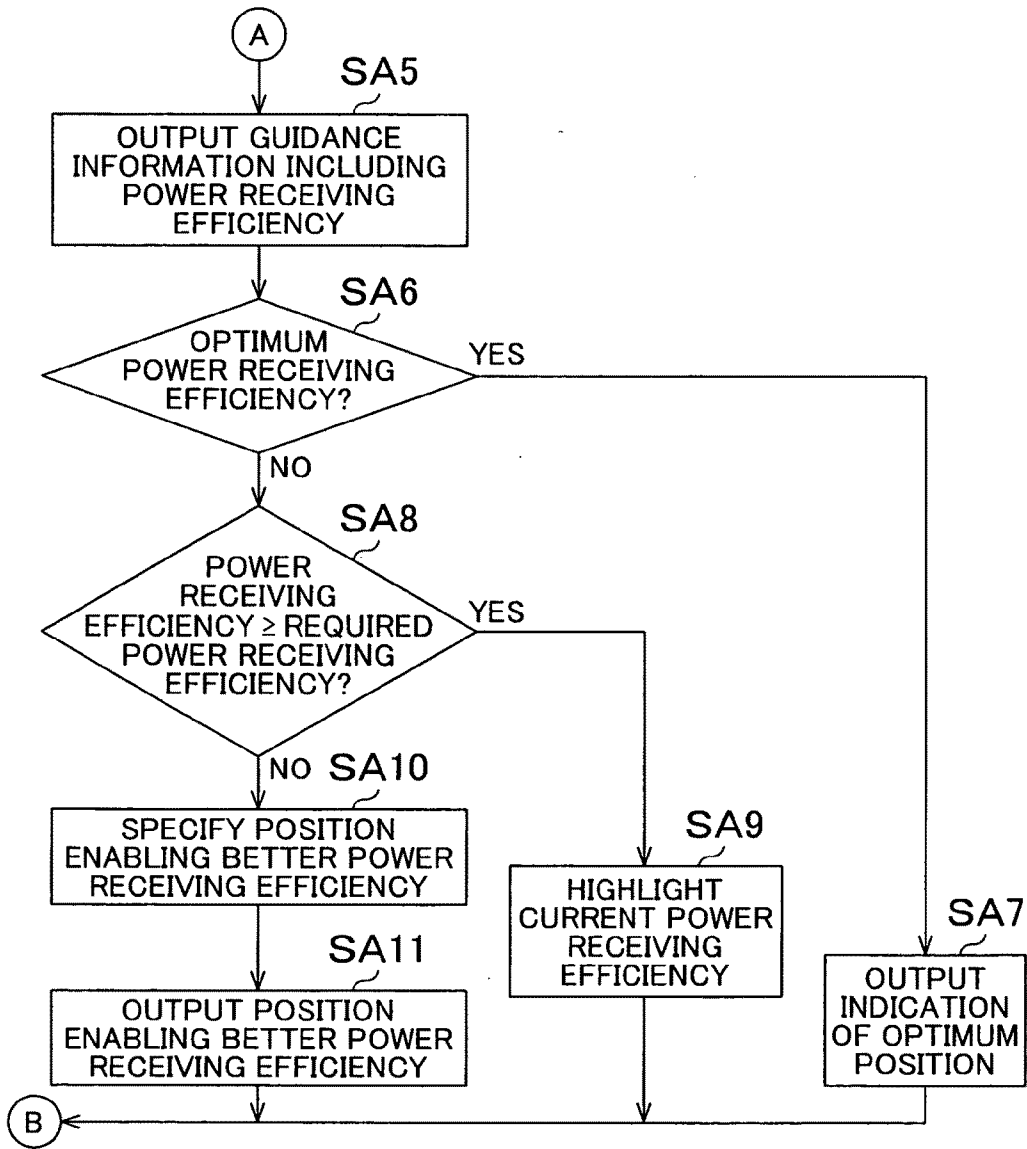 A
SA5
OUTPUT GUIDANCE
INFORMATION INCLUDING
POWER RECEIVING
EFFICIENCY
SA6
OPTIMUM
POWER RECEIVING
EFFICIENCY?
YES
NO
SA8
POWER
RECEIVING
EFFICIENCY ≥ REQUIRED
POWER RECEIVING
EFFICIENCY?
YES
NO
SA10
SPECIFY POSITION
ENABLING BETTER POWER
RECEIVING EFFICIENCY
SA9
HIGHLIGHT
CURRENT POWER
RECEIVING
EFFICIENCY
SA7
OUTPUT
INDICATION
OF OPTIMUM
POSITION
SA11
OUTPUT POSITION
ENABLING BETTER POWER
RECEIVING EFFICIENCY
B